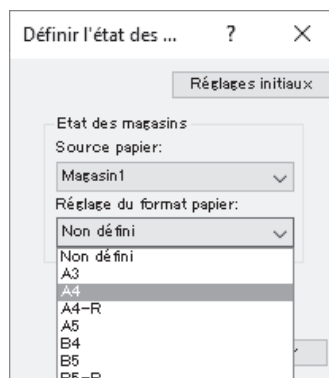 Définir l'état des ...
?
Réglages initiaux
Etat des magasins
Source papier:
Magasin1
Réglage du format papier:
Non défini
Non défini
A3
A4
A4-R
A5
B4
B5
B5-R